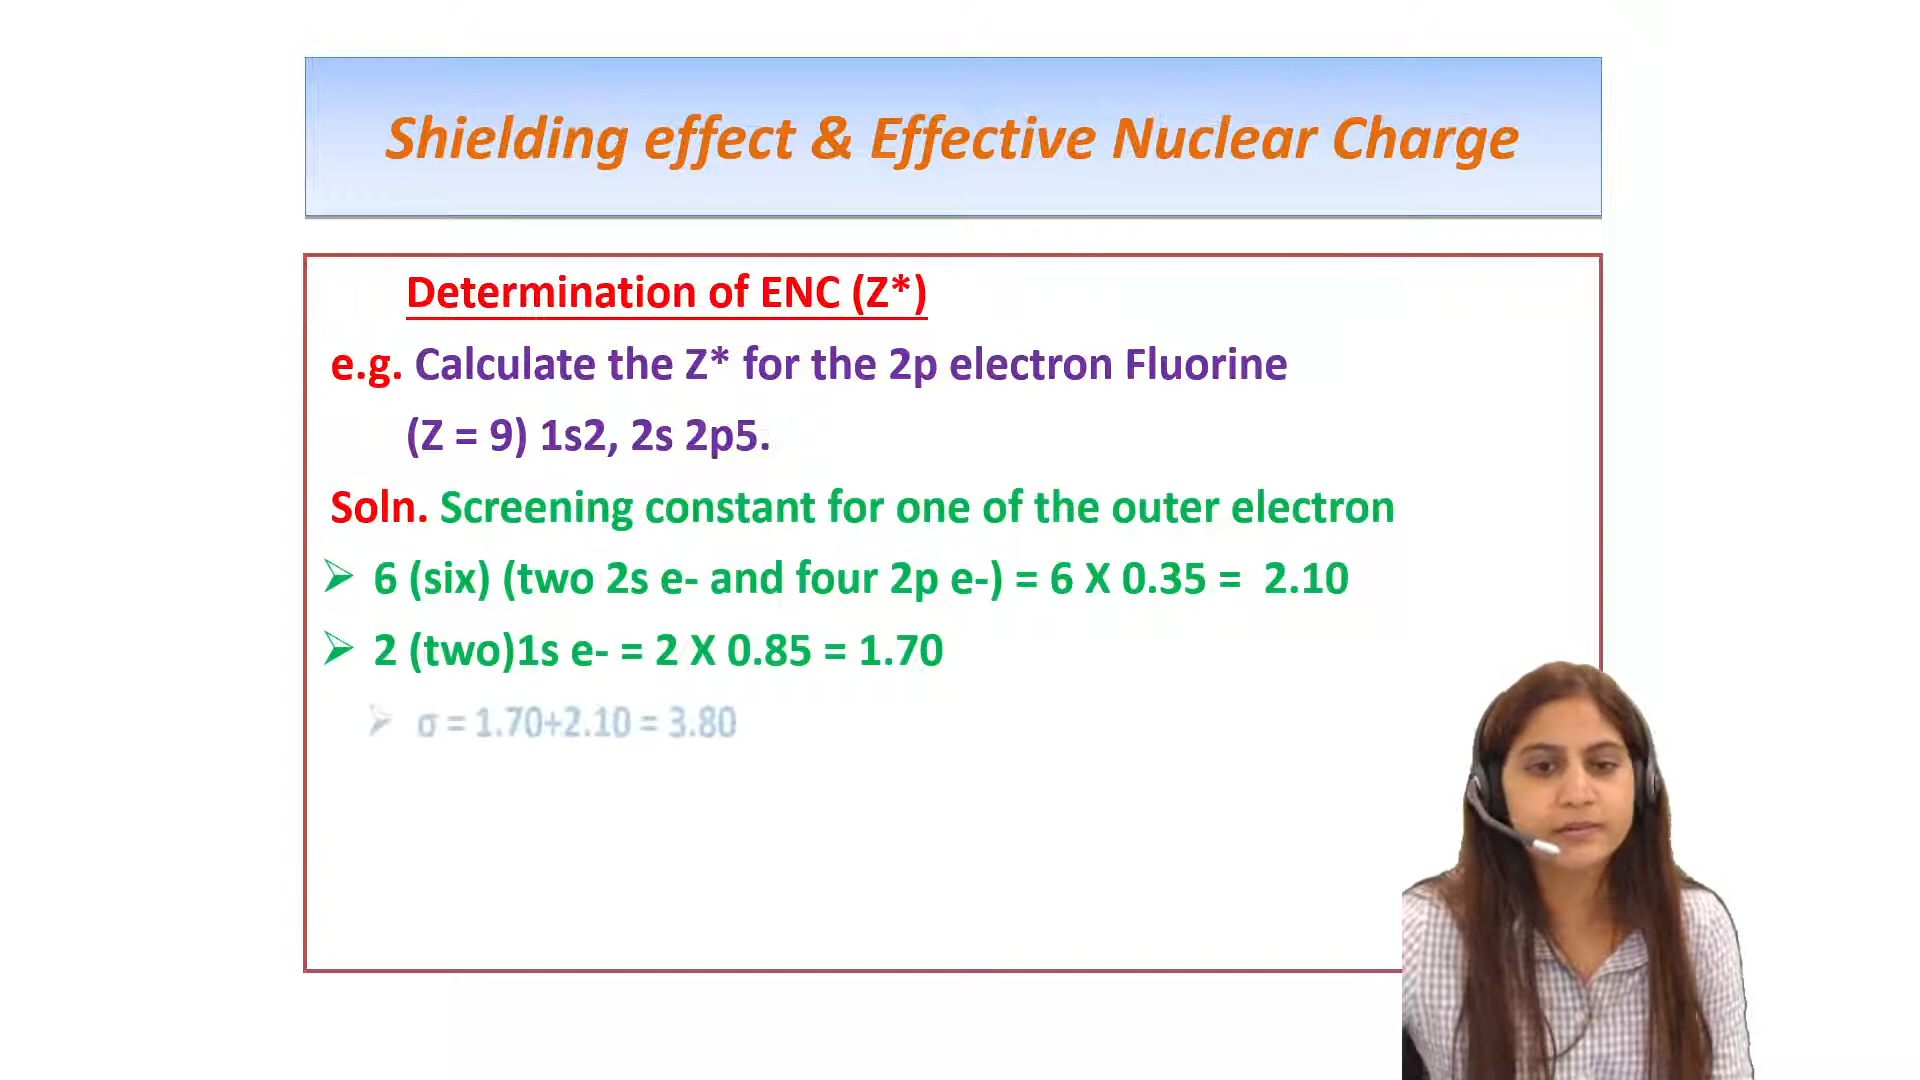 Shielding effect & Effective Nuclear Charge
Determination of ENC (Z*)
e.g. Calculate the Z* for the 2p electron Fluorine
(Z = 9) 1s2, 2s 2p5.
Soln. Screening constant for one of the outer electron
➢ 6 (six) (two 2s e- and four 2p e-) = 6 X 0.35 = 2.10
➢ 2 (two)1s e- = 2 X 0.85 = 1.70
➢ σ = 1.70+2.10 = 3.80